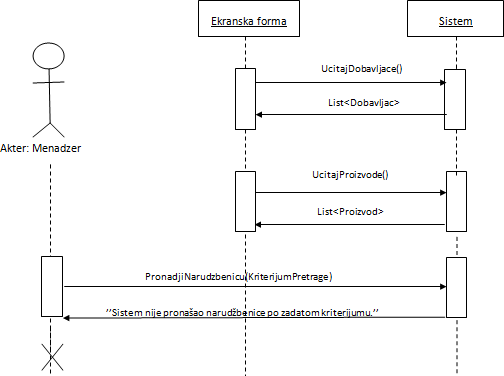 Ekranska forma
Sistem
UcitajDobavljace()
List<Dobavljac>
Akter: Menadzer
UcitajProizvode()
List<Proizvod>
PronadjiNarudzbenicu(KriterijumPretrage)
''Sistem nije pronašao narudžbenice po zadatom kriterijumu.''